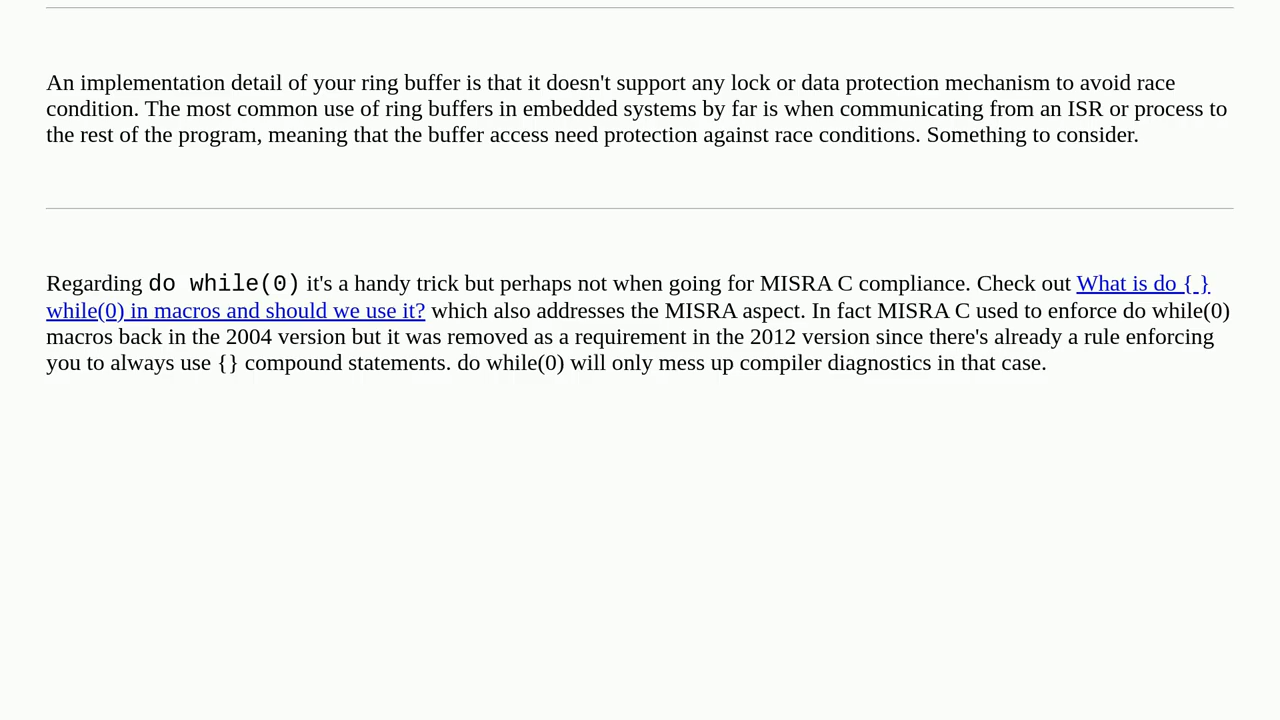 An implementation detail of your ring buffer is that it doesn't support any lock or data protection mechanism to avoid race
condition. The most common use of ring buffers in embedded systems by far is when communicating from an ISR or process to
the rest of the program, meaning that the buffer access need protection against race conditions. Something to consider.
Regarding do while(0) it's a handy trick but perhaps not when going for MISRA C compliance. Check out What is do { }
while(0) in macros and should we use it? which also addresses the MISRA aspect. In fact MISRA C used to enforce do while(0)
macros back in the 2004 version but it was removed as a requirement in the 2012 version since there's already a rule enforcing
you to always use {} compound statements. do while(0) will only mess up compiler diagnostics in that case.